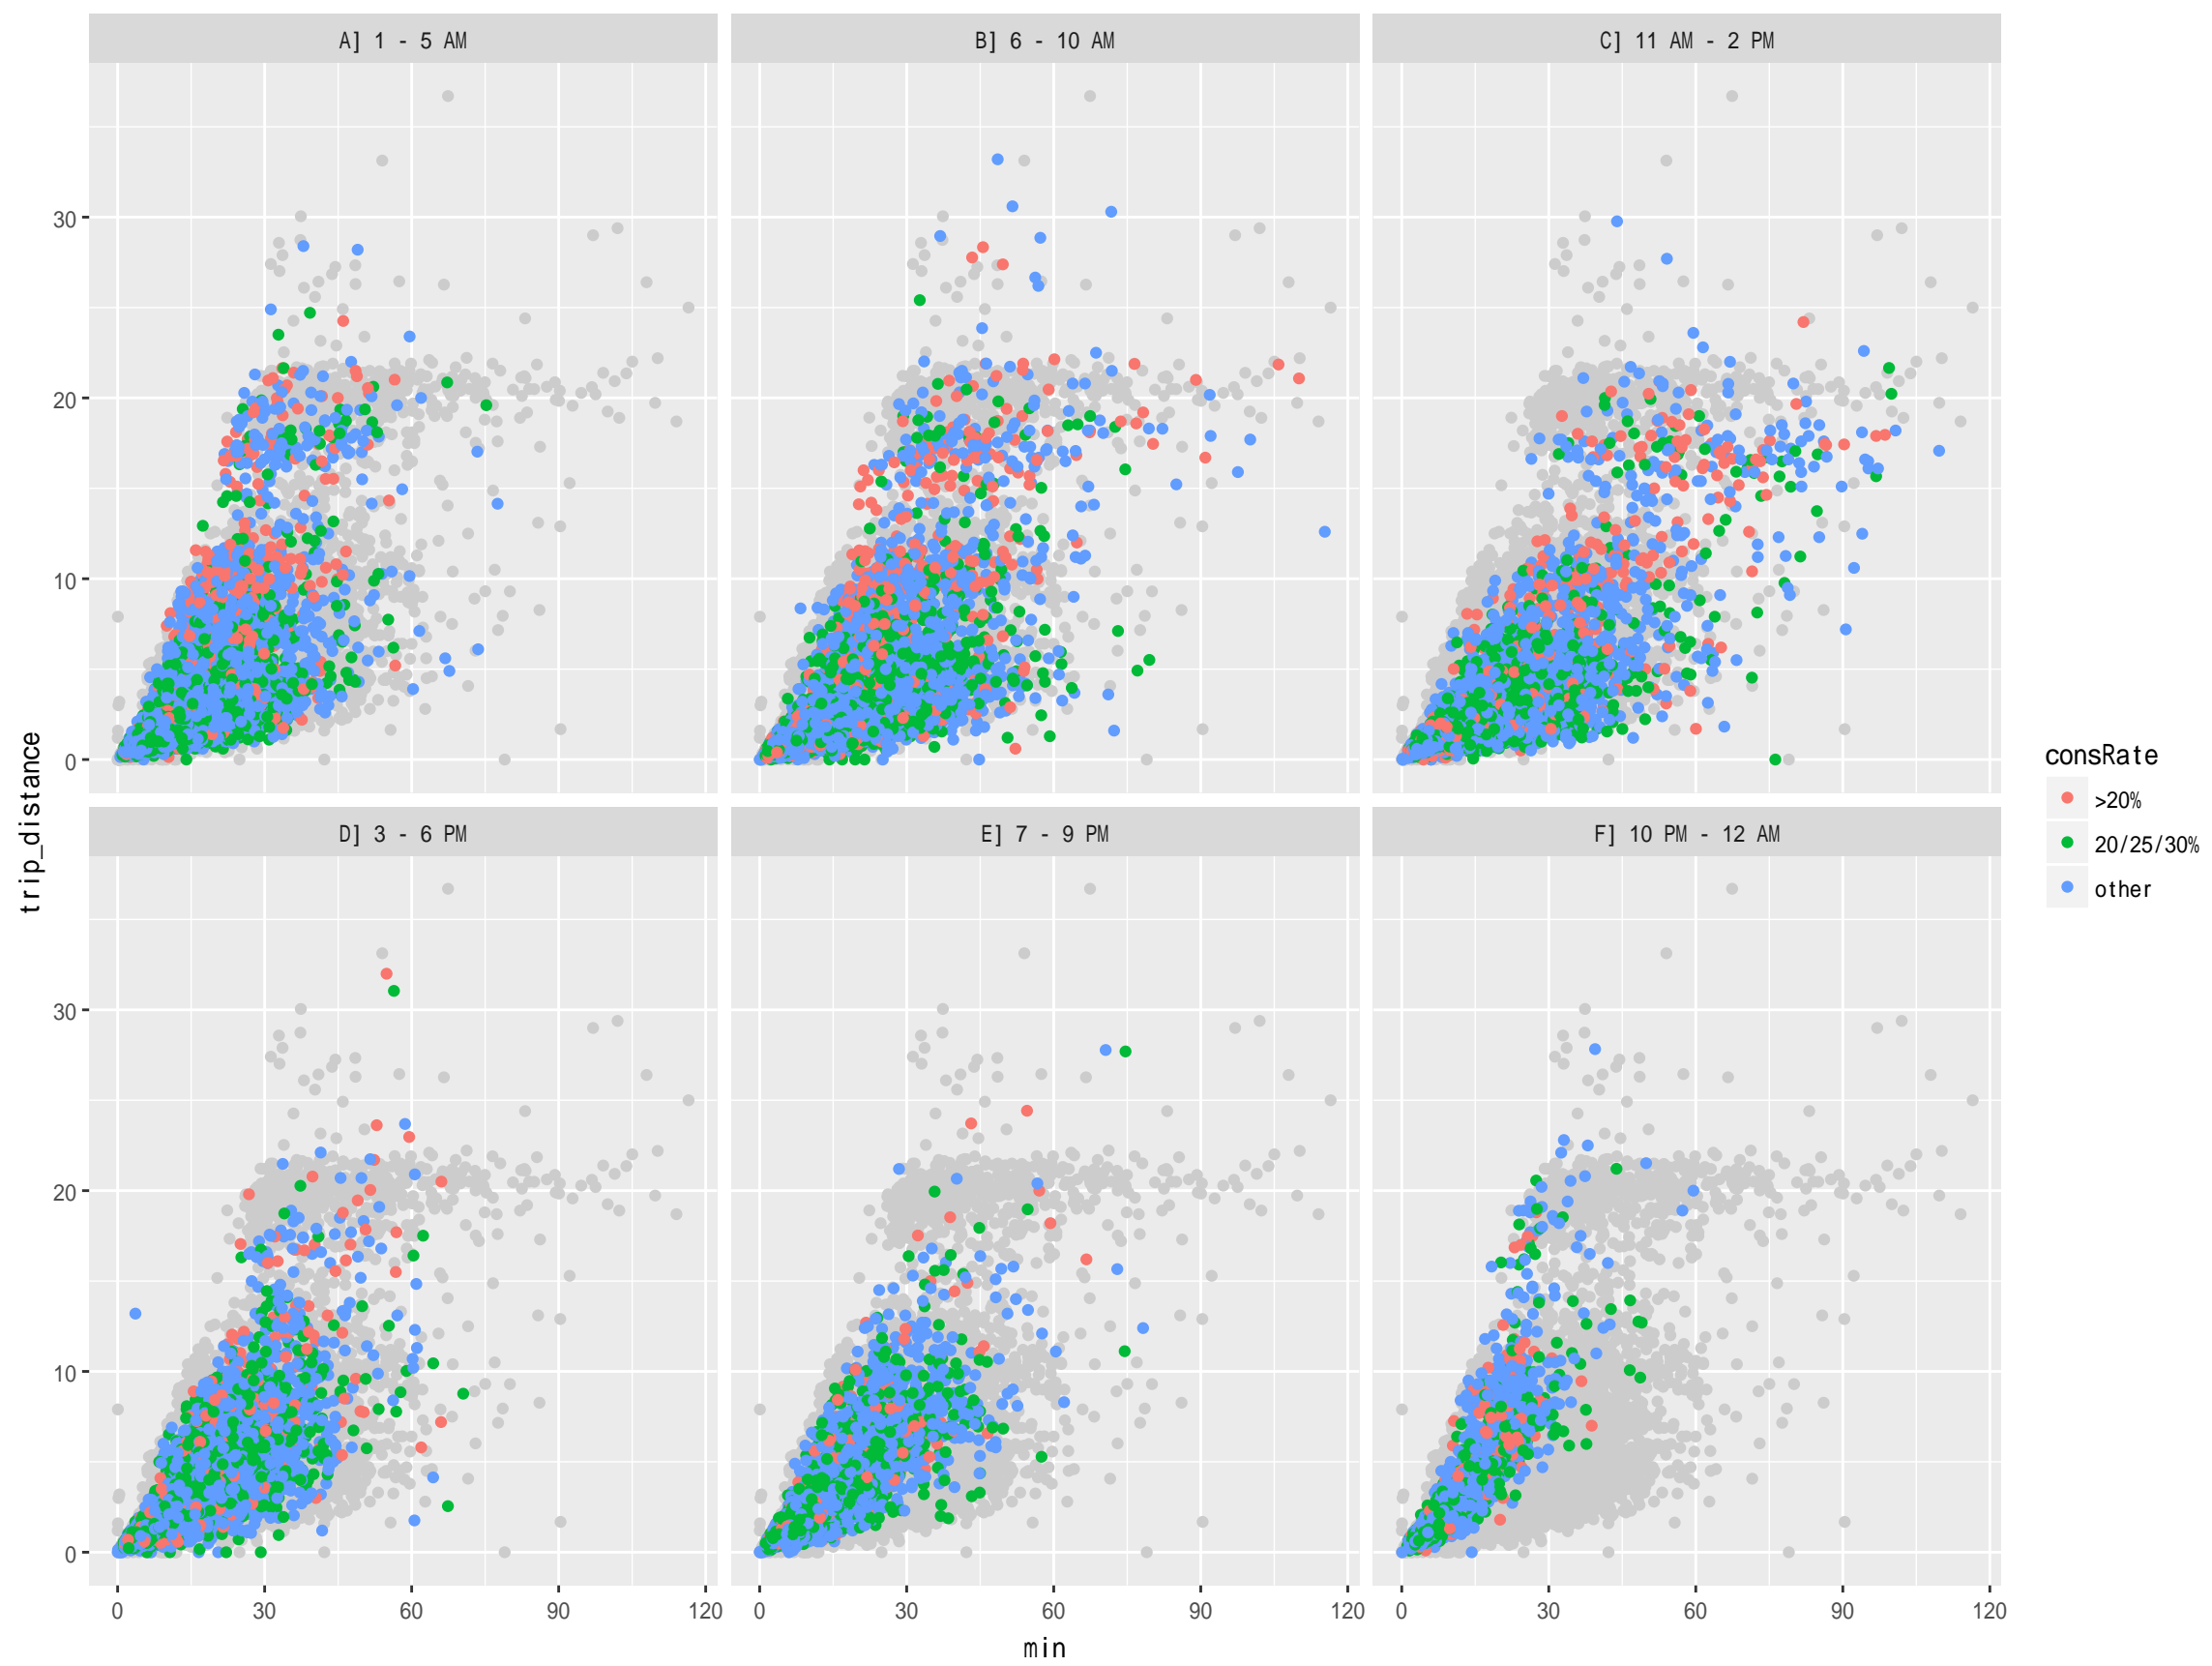 A] 1 - 5 AM
B] 6 - 10 AM
C] 11 AM - 2 PM
30
20
10
0
D] 3 - 6 PM
E] 7 - 9 PM
F] 10 PM - 12 AM
30
20
10
0
0 30 60 90 120
0 30 60 90 120
0 30 60 90 120
min
trip_distance
consRate
>20%
20/25/30%
other